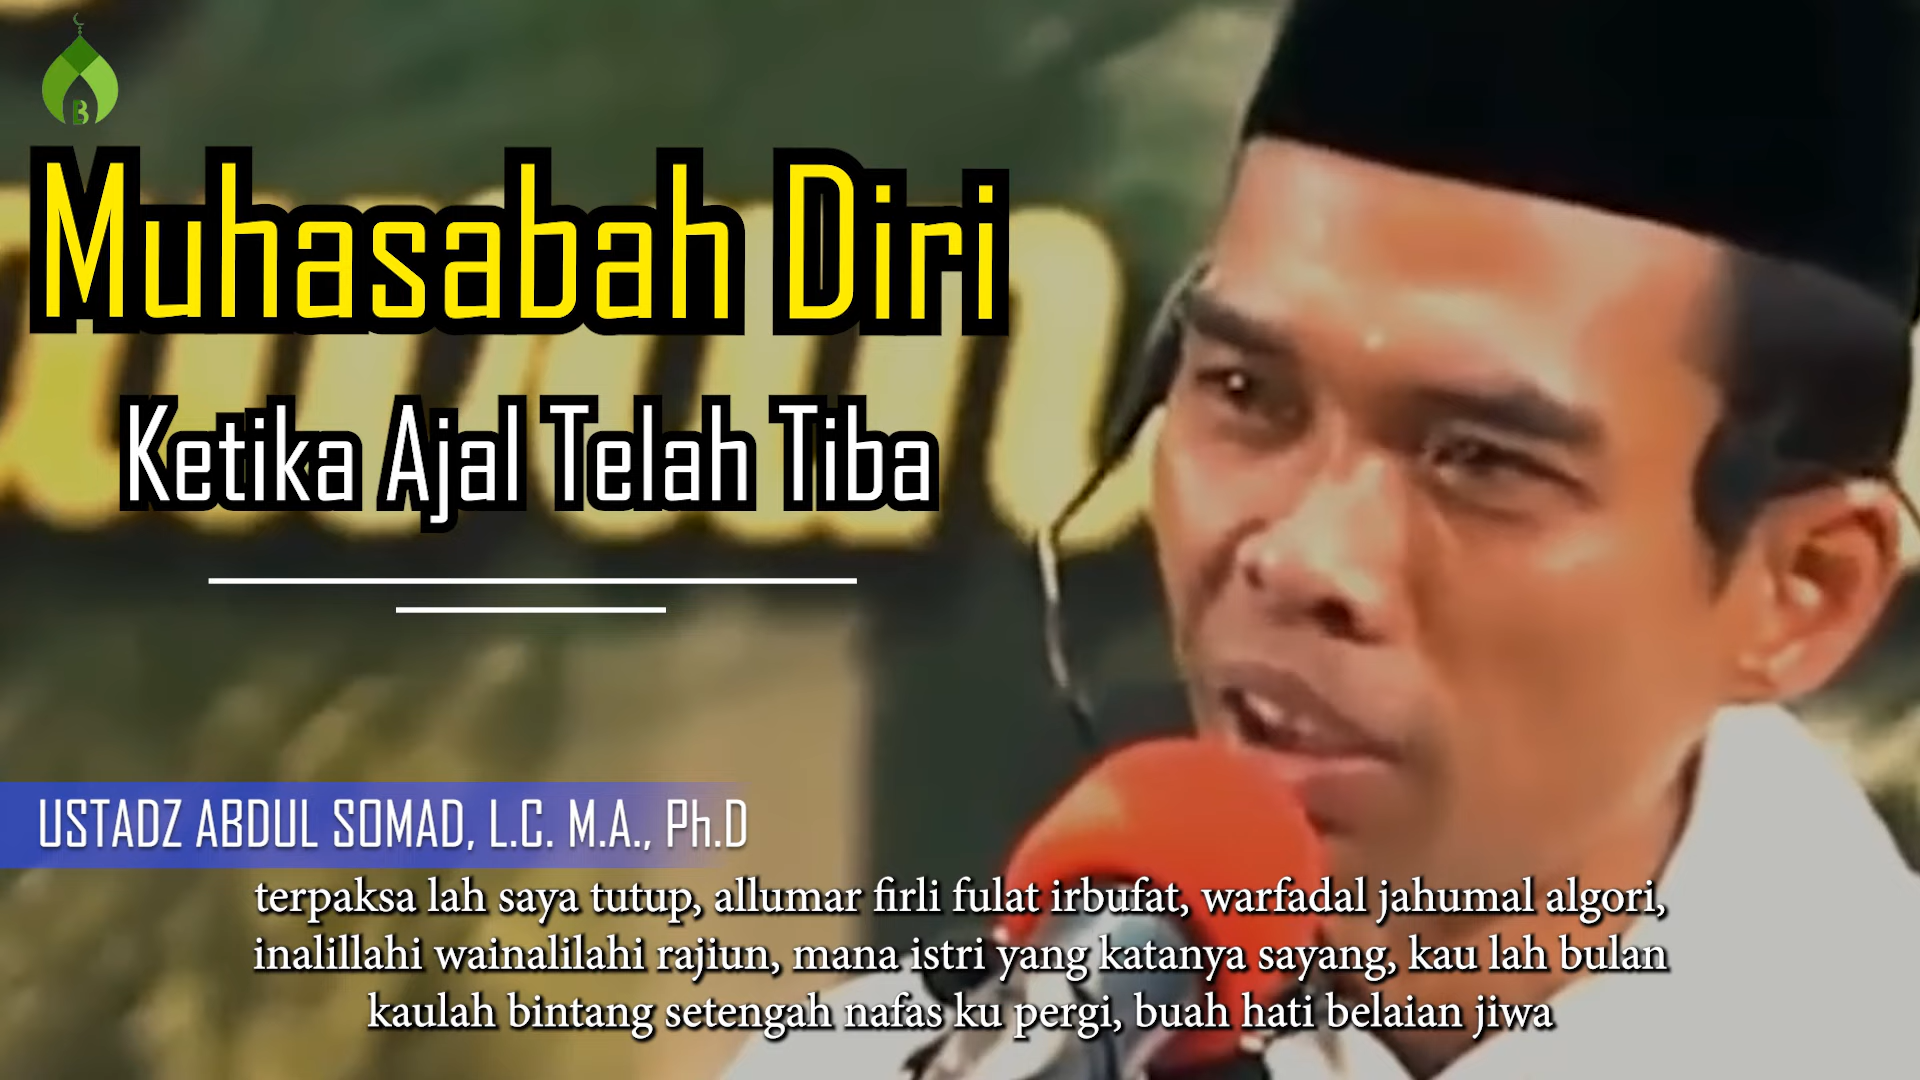 Muhasabah Diri
Ketika Ajal Telah Tiba
USTADZ ABDUL SOMAD, L.C. M.A., Ph.D
terpaksa lah saya tutup, allumar firli fulat irbufat, warfadal jahumal algori,
inalillahi wainalilahi rajiun, mana istri yang katanya sayang, kau lah bulan
kaulah bintang setengah nafas ku pergi, buah hati belaian jiwa